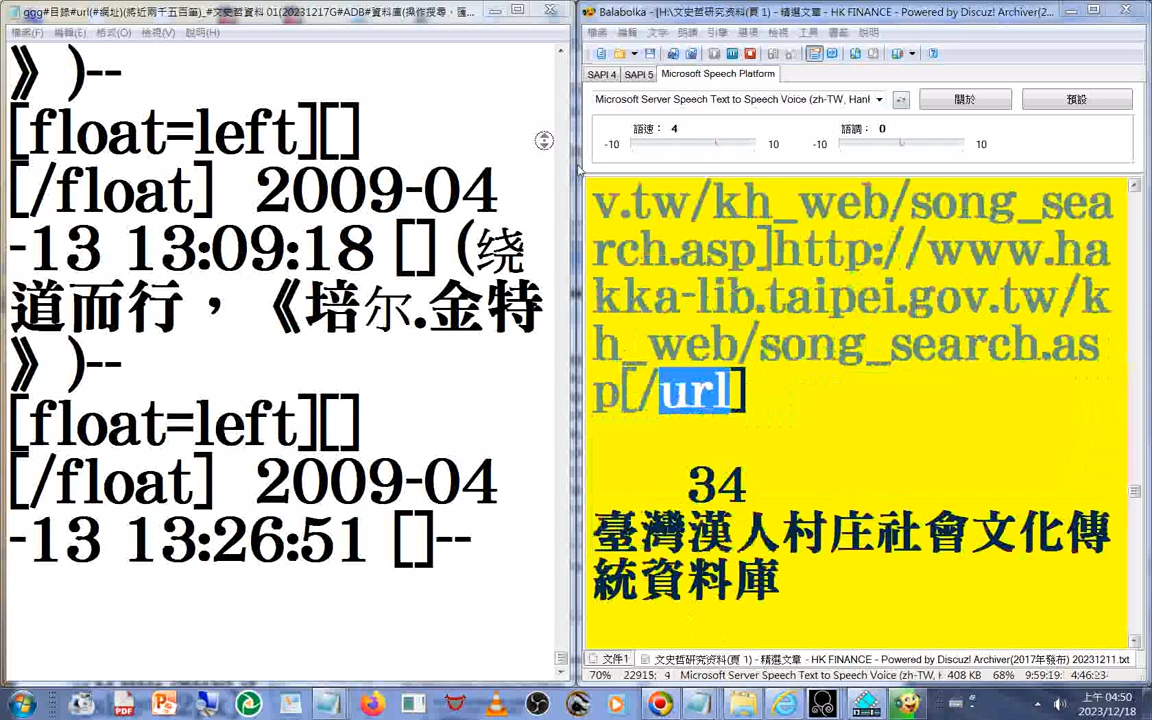 ggg#目錄#url(#網址)(將近兩千五百筆)_#文史哲資料 01(20231217G#ADB#資料庫(操作搜尋，匯...
檔案(F) 編輯(E) 格式(O) 檢視(V) 說明(H)
》 )--
[float=left][]
[/float]  2009-04
-13 13:09:18 [] (绕
道而行，《培尔.金特
》 )--
[float=left][]
[/float]  2009-04
-13 13:26:51 []--
Balabolka - [H:\文史哲研究资料(頁 1) - 精選文章 - HK FINANCE - Powered by Discuz! Archiver(2...
檔案 編輯 文字 朗讀 引擎 選項 檢視 工具 書籤 說明
SAPI 4 SAPI 5 Microsoft Speech Platform
Microsoft Server Speech Text to Speech Voice (zh-TW, Hanl 關於 預設
語速： 4 語調： 0
-10 10 -10 10
v.tw/kh_web/song_sea
rch.asp]http://www.ha
kka-lib.taipei.gov.tw/k
h_web/song_search.as
p[/url]
34
臺灣漢人村庄社會文化傳
統資料庫
文件1 文史哲研究资料(頁 1) - 精選文章 - HK FINANCE - Powered by Discuz! Archiver(2017年發布) 20231211.txt
70% 22915: Microsoft Server Speech Text to Speech Voice (zh-TW, H 408 KB 68% 9:59:19 4:46:23
上午 04:50
2023/12/18